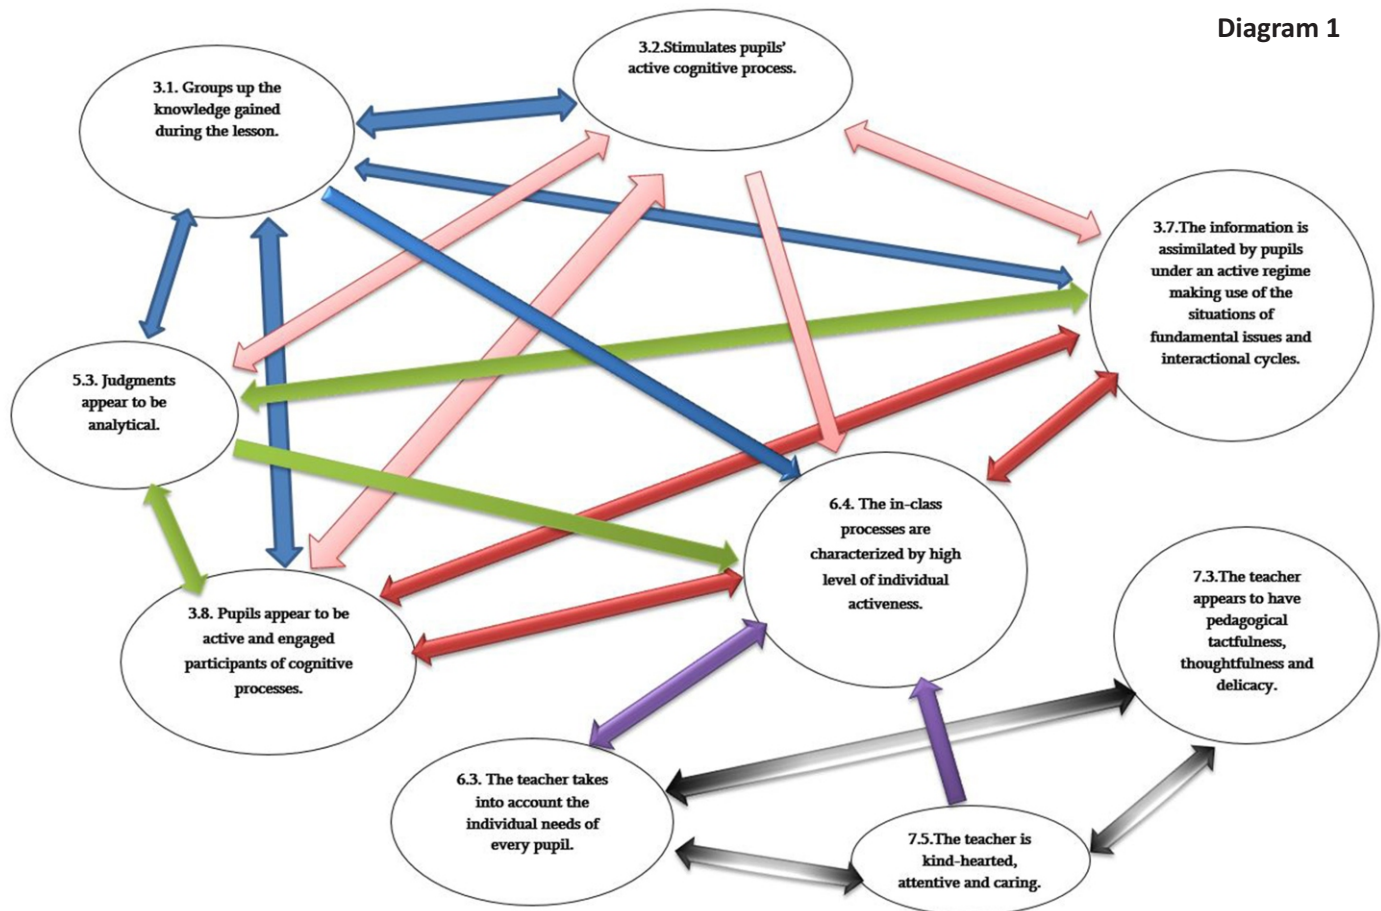 Diagram 1
3.1. Groups up the
knowledge gained
during the lesson.
3.2.Stimulates pupils'
active cognitive process.
3.7.The information is
assimilated by pupils
under an active regime
making use of the
situations of
fundamental issues and
interactional cycles.
5.3. Judgments
appear to be
analytical.
6.4. The in-class
processes are
characterized by high
level of individual
activeness.
3.8. Pupils appear to be
active and engaged
participants of cognitive
processes.
7.3.The teacher
appears to have
pedagogical
tactfulness,
thoughtfulness and
delicacy.
6.3. The teacher takes
into account the
individual needs of
every pupil.
7.5.The teacher is
kind-hearted,
attentive and caring.